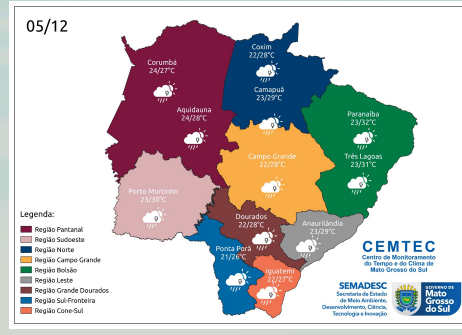 05/12
Corumbá
24/27°C
Coxim
22/28°C
Camapuã
23/29°C
Aquidauna
24/28°C
Paranaíba
23/32°C
Três Lagoas
23/31°C
Campo Grande
22/28°C
Porto Murtinho
23/30°C
Dourados
22/28°C
Anaurilândia
23/29°C
Ponta Porã
21/26°C
Iguatemi
22/27°C
Legenda:
Região Pantanal
Região Sudoeste
Região Norte
Região Campo Grande
Região Bolsão
Região Leste
Região Grande Dourados
Região Sul-Fronteira
Região Cone-Sul
CEMTEC
Centro de Monitoramento
do Tempo e do Clima de
Mato Grosso do Sul
SEMADESC
Secretaria de Estado
de Meio Ambiente,
Desenvolvimento, Ciência,
Tecnologia e Inovação
GOVERNO DE
Mato
Grosso
do Sul